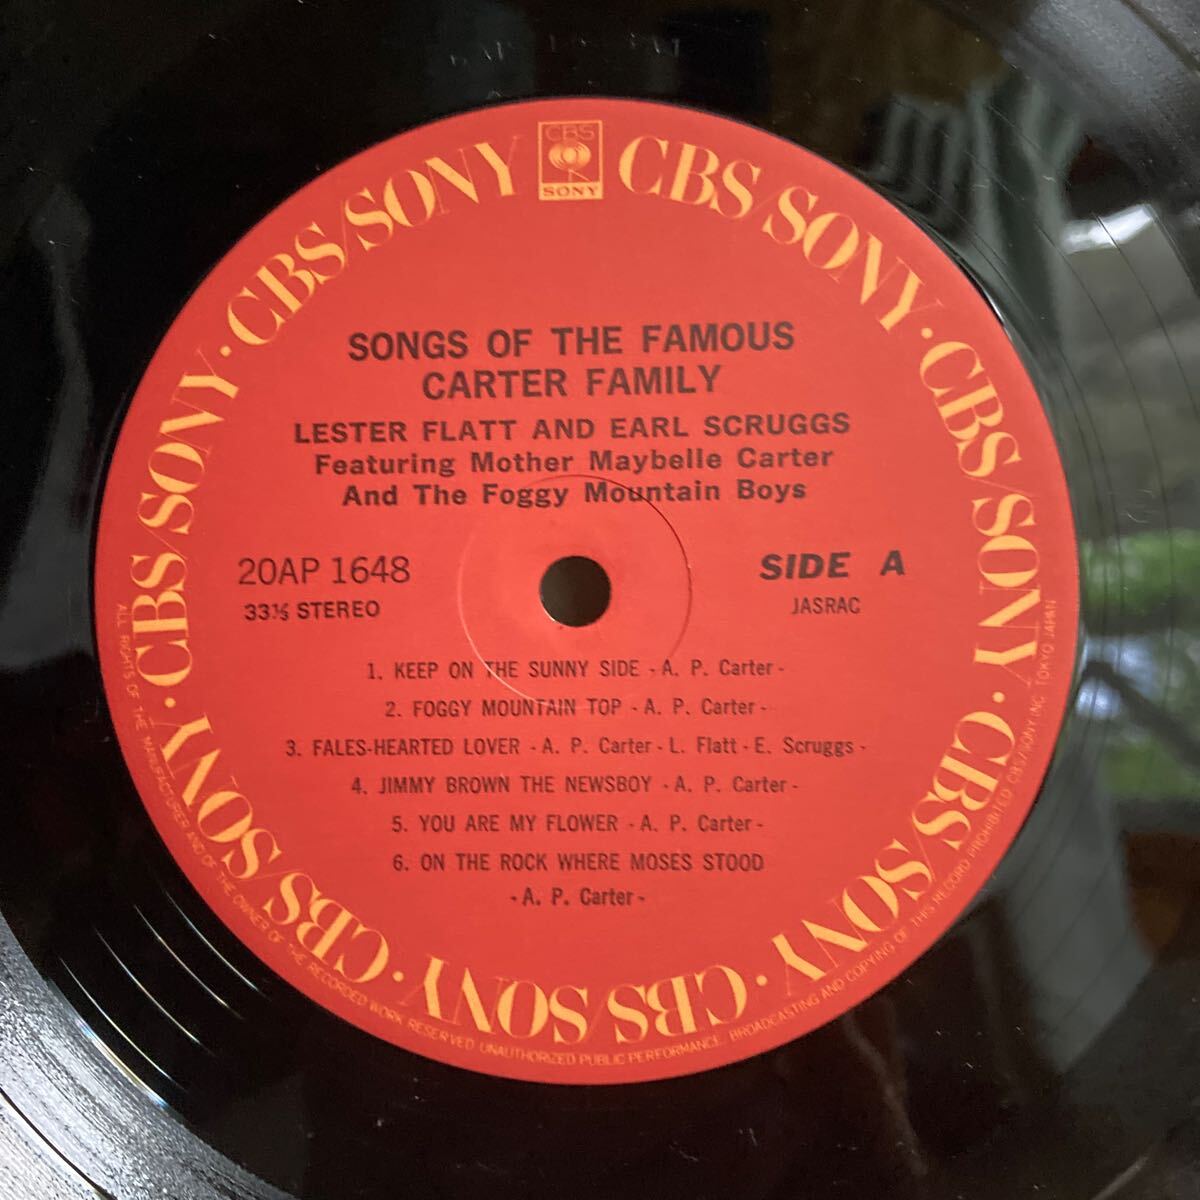 CBS
SONY
CBS/SONY · CBS/SONY · CBS/SONY · CBS/SONY · CBS/SONY · CBS/SONY · CBS/SONY · CBS/SONY
SONGS OF THE FAMOUS
CARTER FAMILY
LESTER FLATT AND EARL SCRUGGS
Featuring Mother Maybelle Carter
And The Foggy Mountain Boys
20AP 1648
SIDE A
33⅓ STEREO
JASRAC
1. KEEP ON THE SUNNY SIDE - A. P. Carter -
2. FOGGY MOUNTAIN TOP - A. P. Carter -
3. FALES-HEARTED LOVER - A. P. Carter - L. Flatt - E. Scruggs -
4. JIMMY BROWN THE NEWSBOY - A. P. Carter -
5. YOU ARE MY FLOWER - A. P. Carter -
6. ON THE ROCK WHERE MOSES STOOD
- A. P. Carter -
ALL RIGHTS OF THE MANUFACTURER AND OF THE OWNER OF THE RECORDED WORK RESERVED. UNAUTHORIZED PUBLIC PERFORMANCE, BROADCASTING AND COPYING OF THIS RECORD PROHIBITED CBS/SONY INC. TOKYO JAPAN